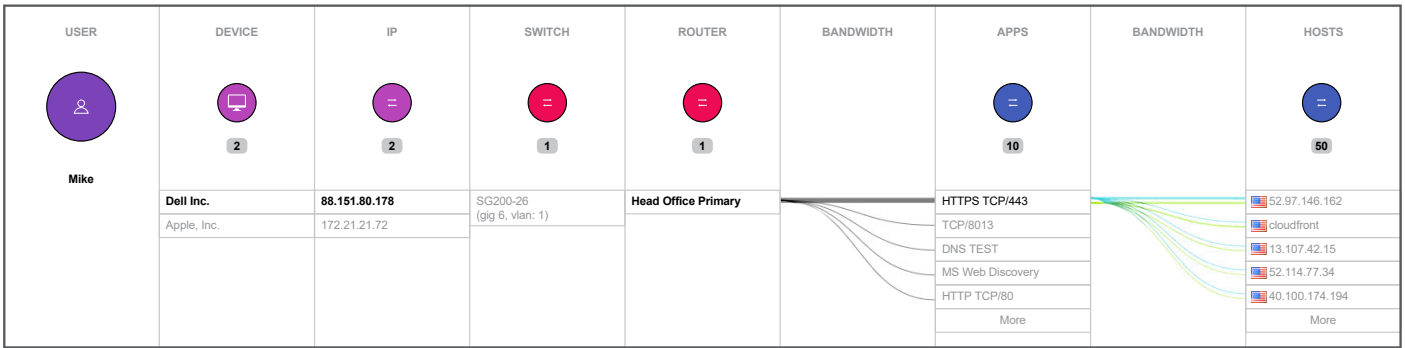 USER DEVICE IP SWITCH ROUTER BANDWIDTH APPS BANDWIDTH HOSTS
2 2 1 1 10 50
Mike
Dell Inc. 88.151.80.178 SG200-26 Head Office Primary HTTPS TCP/443 52.97.146.162
(gig 6, vlan: 1)
Apple, Inc. 172.21.21.72 TCP/8013 cloudfront
DNS TEST 13.107.42.15
MS Web Discovery 52.114.77.34
HTTP TCP/80 40.100.174.194
More More